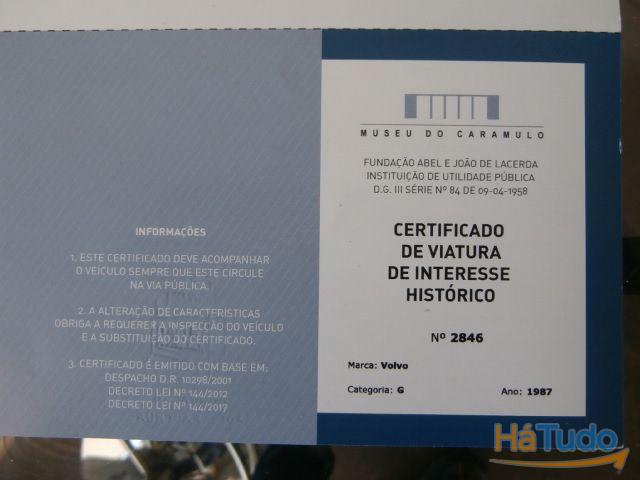 MUSEU DO CARAMULO
FUNDAÇÃO ABEL E JOÃO DE LACERDA
INSTITUIÇÃO DE UTILIDADE PÚBLICA
D.G. III SÉRIE Nº 84 DE 09-04-1958
CERTIFICADO
DE VIATURA
DE INTERESSE
HISTÓRICO
Nº 2846
Marca: Volvo
Categoria: G Ano: 1987
INFORMAÇÕES
1. ESTE CERTIFICADO DEVE ACOMPANHAR
O VEÍCULO SEMPRE QUE ESTE CIRCULE
NA VIA PÚBLICA.
2. A ALTERAÇÃO DE CARACTERÍSTICAS
OBRIGA A REQUERER A INSPECÇÃO DO VEÍCULO
E A SUBSTITUIÇÃO DO CERTIFICADO.
3. CERTIFICADO É EMITIDO COM BASE EM:
DESPACHO D.R. 10298/2001
DECRETO LEI Nº 144/2012
DECRETO LEI Nº 144/2017
HáTudo